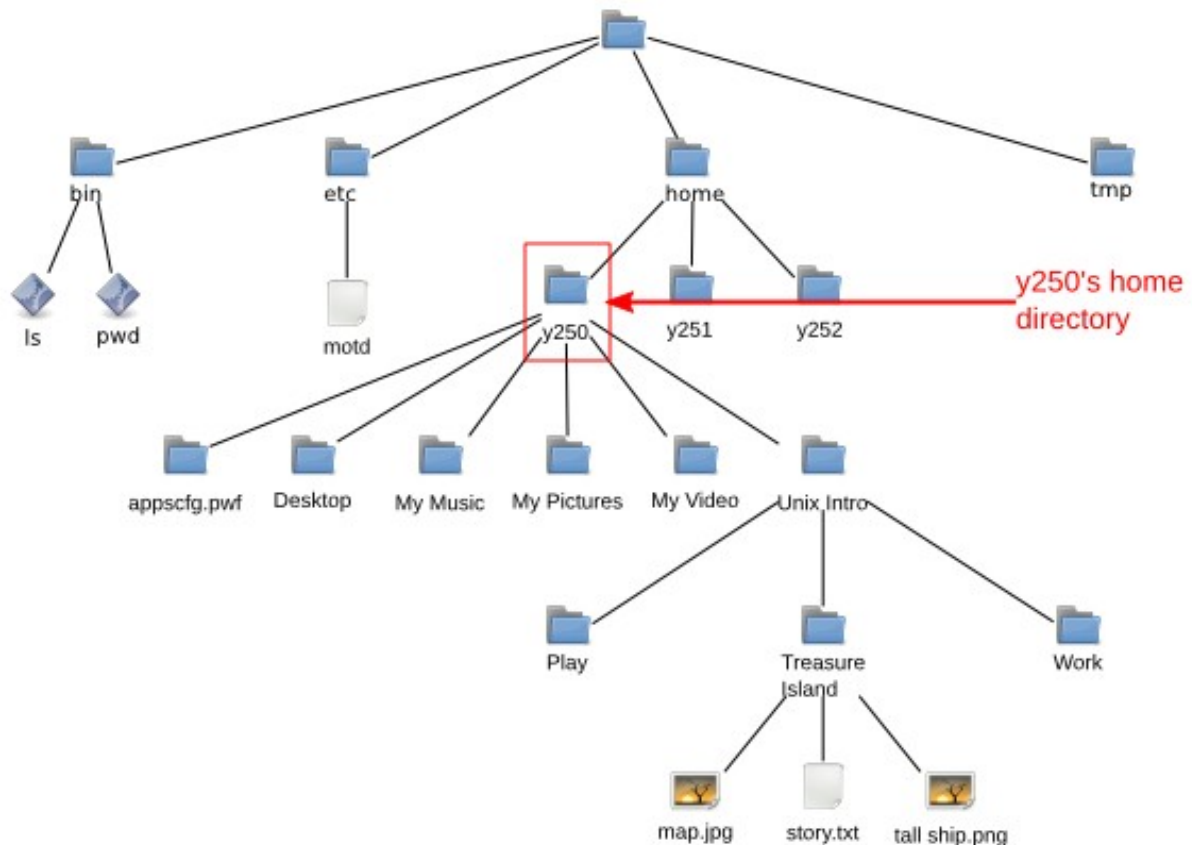 bin
etc
home
tmp
ls
pwd
motd
y250
y251
y252
y250's home
directory
appscfg.pwf
Desktop
My Music
My Pictures
My Video
Unix Intro
Play
Treasure
Island
Work
map.jpg
story.txt
tall ship.png